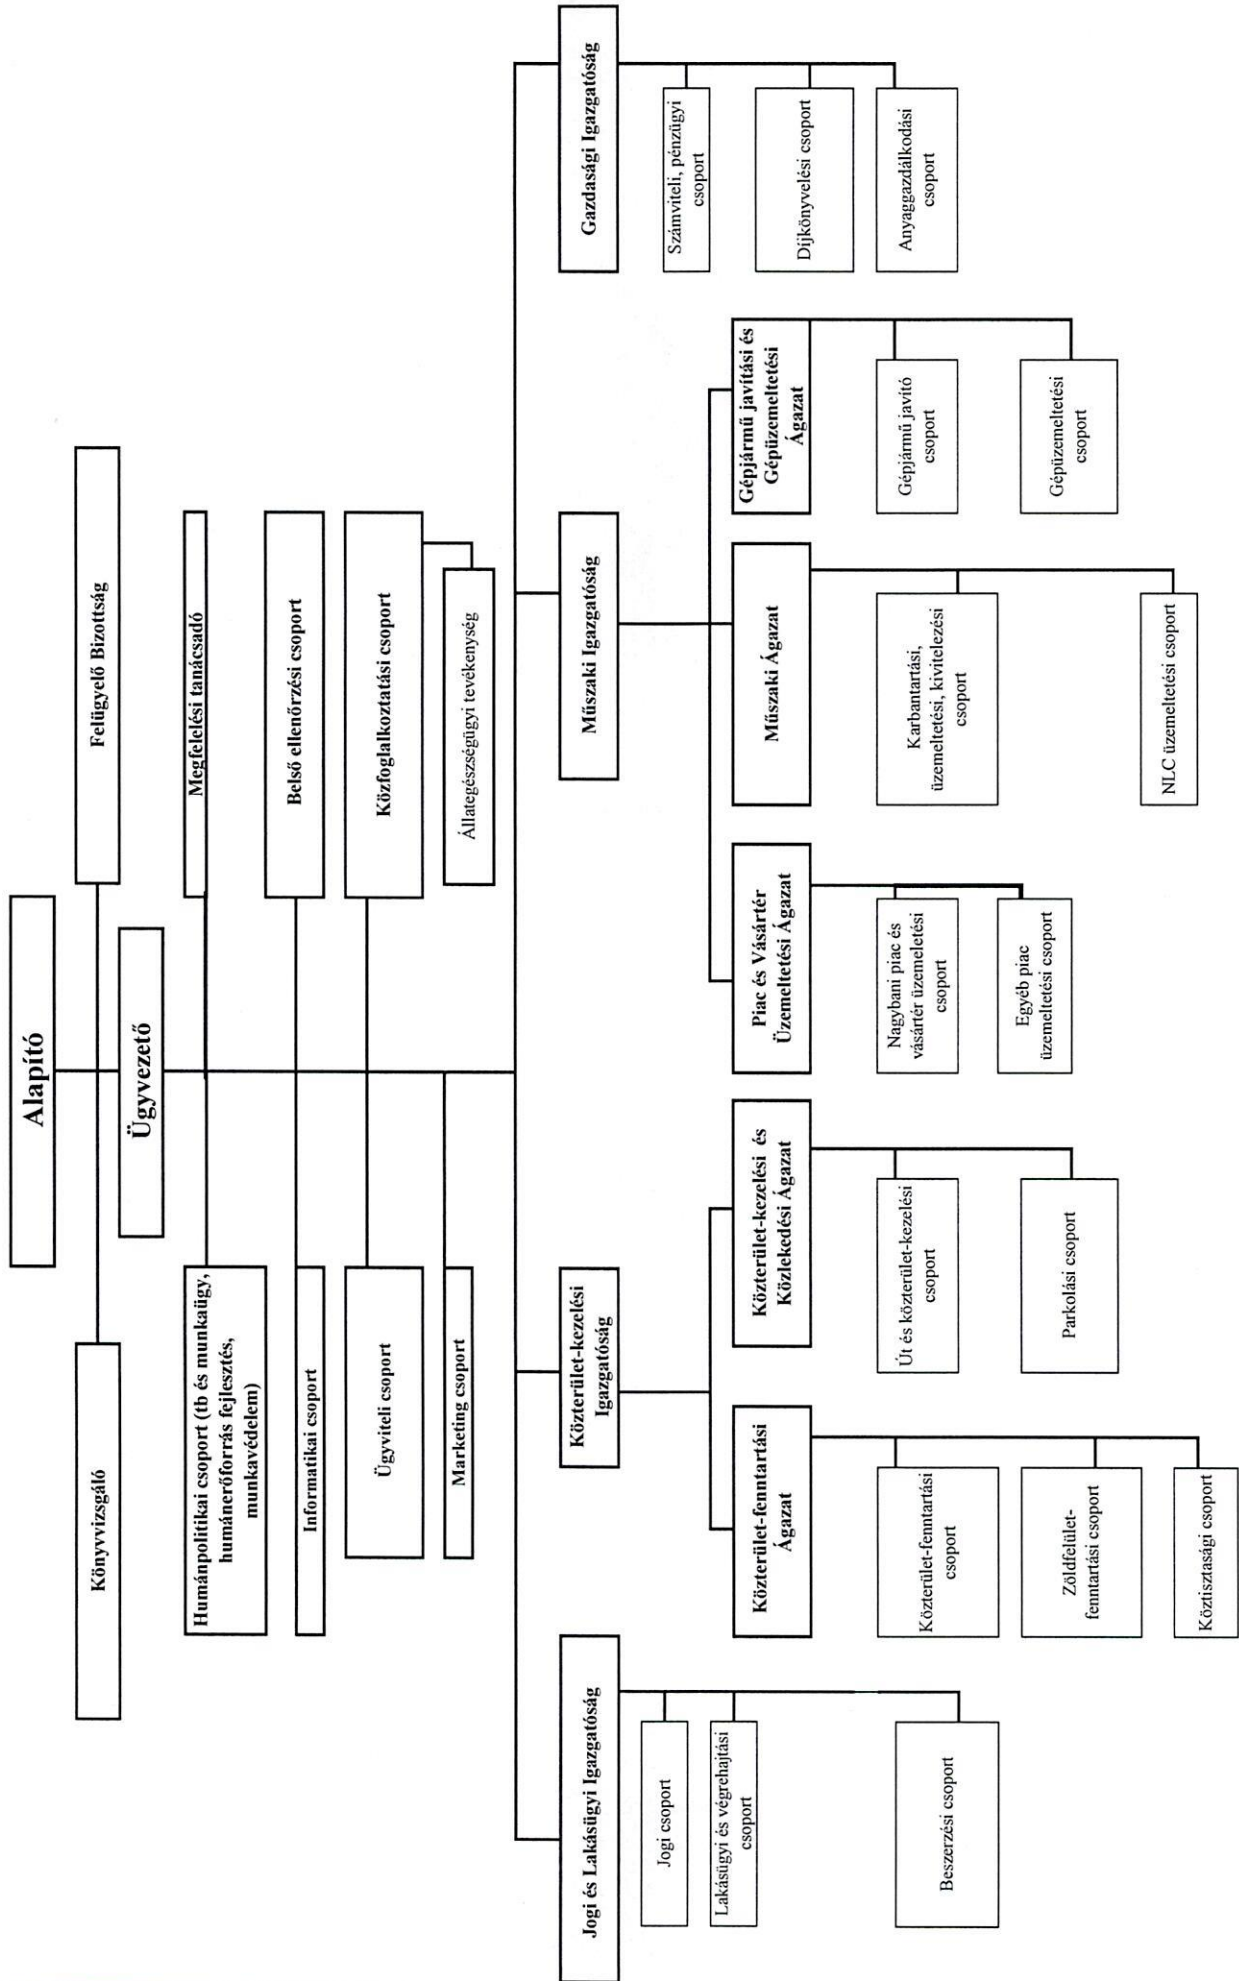 Alapító
Könyvvizsgáló
Felügyelő Bizottság
Ügyvezető
Humánpolitikai csoport (tb és munkaügy,
humánerőforrás fejlesztés,
munkavédelem)
Megfelelési tanácsadó
Informatikai csoport
Belső ellenőrzési csoport
Ügyviteli csoport
Közfoglalkoztatási csoport
Marketing csoport
Állategészségügyi tevékenység
Jogi és Lakásügyi Igazgatóság
Közterület-kezelési
Igazgatóság
Műszaki Igazgatóság
Gazdasági Igazgatóság
Jogi csoport
Lakásügyi és végrehajtási
csoport
Beszerzési csoport
Közterület-fenntartási
Ágazat
Közterület-fenntartási
csoport
Zöldfelület-
fenntartási csoport
Köztisztasági csoport
Közterület-kezelési és
Közlekedési Ágazat
Út és közterület-kezelési
csoport
Parkolási csoport
Piac és Vásártér
Üzemeltetési Ágazat
Nagybani piac és
vásártér üzemeletési
csoport
Egyéb piac
üzemeltetési csoport
Műszaki Ágazat
Karbantartási,
üzemeltetési, kivitelezési
csoport
NLC üzemeltetési csoport
Gépjármű javítási és
Gépüzemeltetési
Ágazat
Gépjármű javító
csoport
Gépüzemeltetési
csoport
Számviteli, pénzügyi
csoport
Díjkönyvelési csoport
Anyaggazdálkodási
csoport